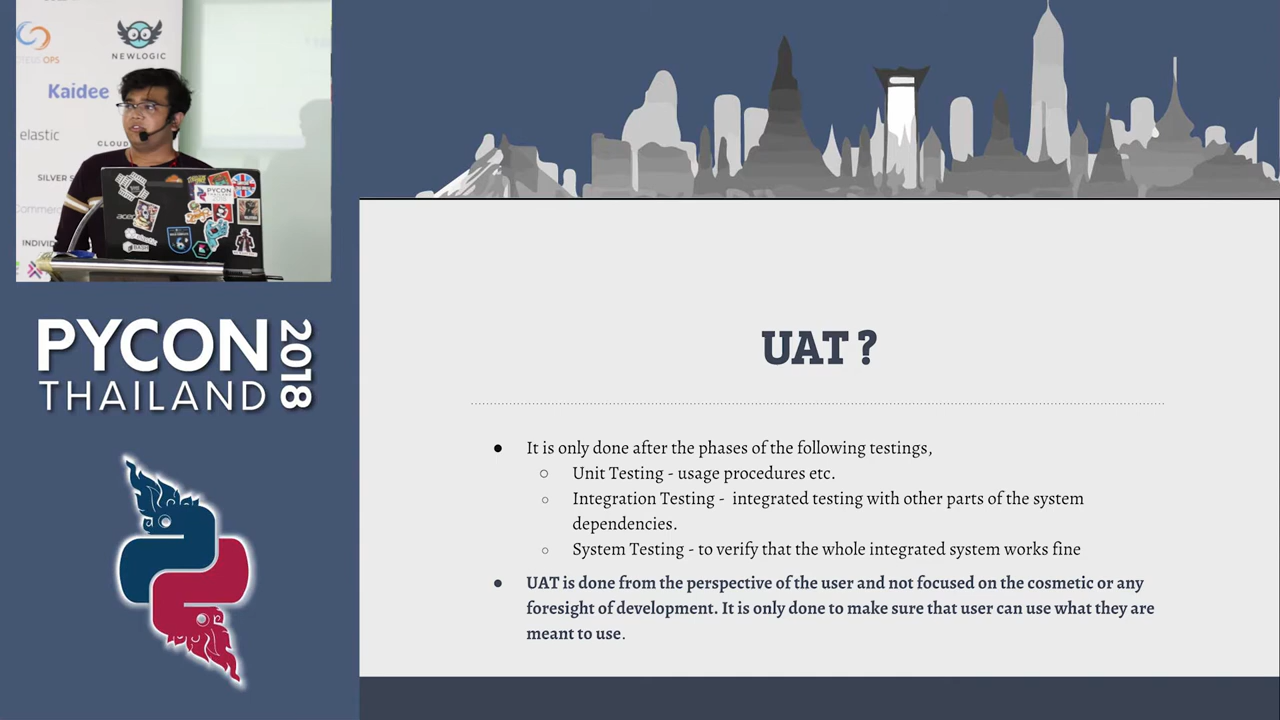 OPS
NEWLOGIC
Kaidee
elastic
CLOUD
SILVER S
INDIVID
PYCON
THAILAND
2018
PYCON
THAILAND
2018
UAT ?
● It is only done after the phases of the following testings,
○ Unit Testing - usage procedures etc.
○ Integration Testing - integrated testing with other parts of the system
dependencies.
○ System Testing - to verify that the whole integrated system works fine
● UAT is done from the perspective of the user and not focused on the cosmetic or any
foresight of development. It is only done to make sure that user can use what they are
meant to use.